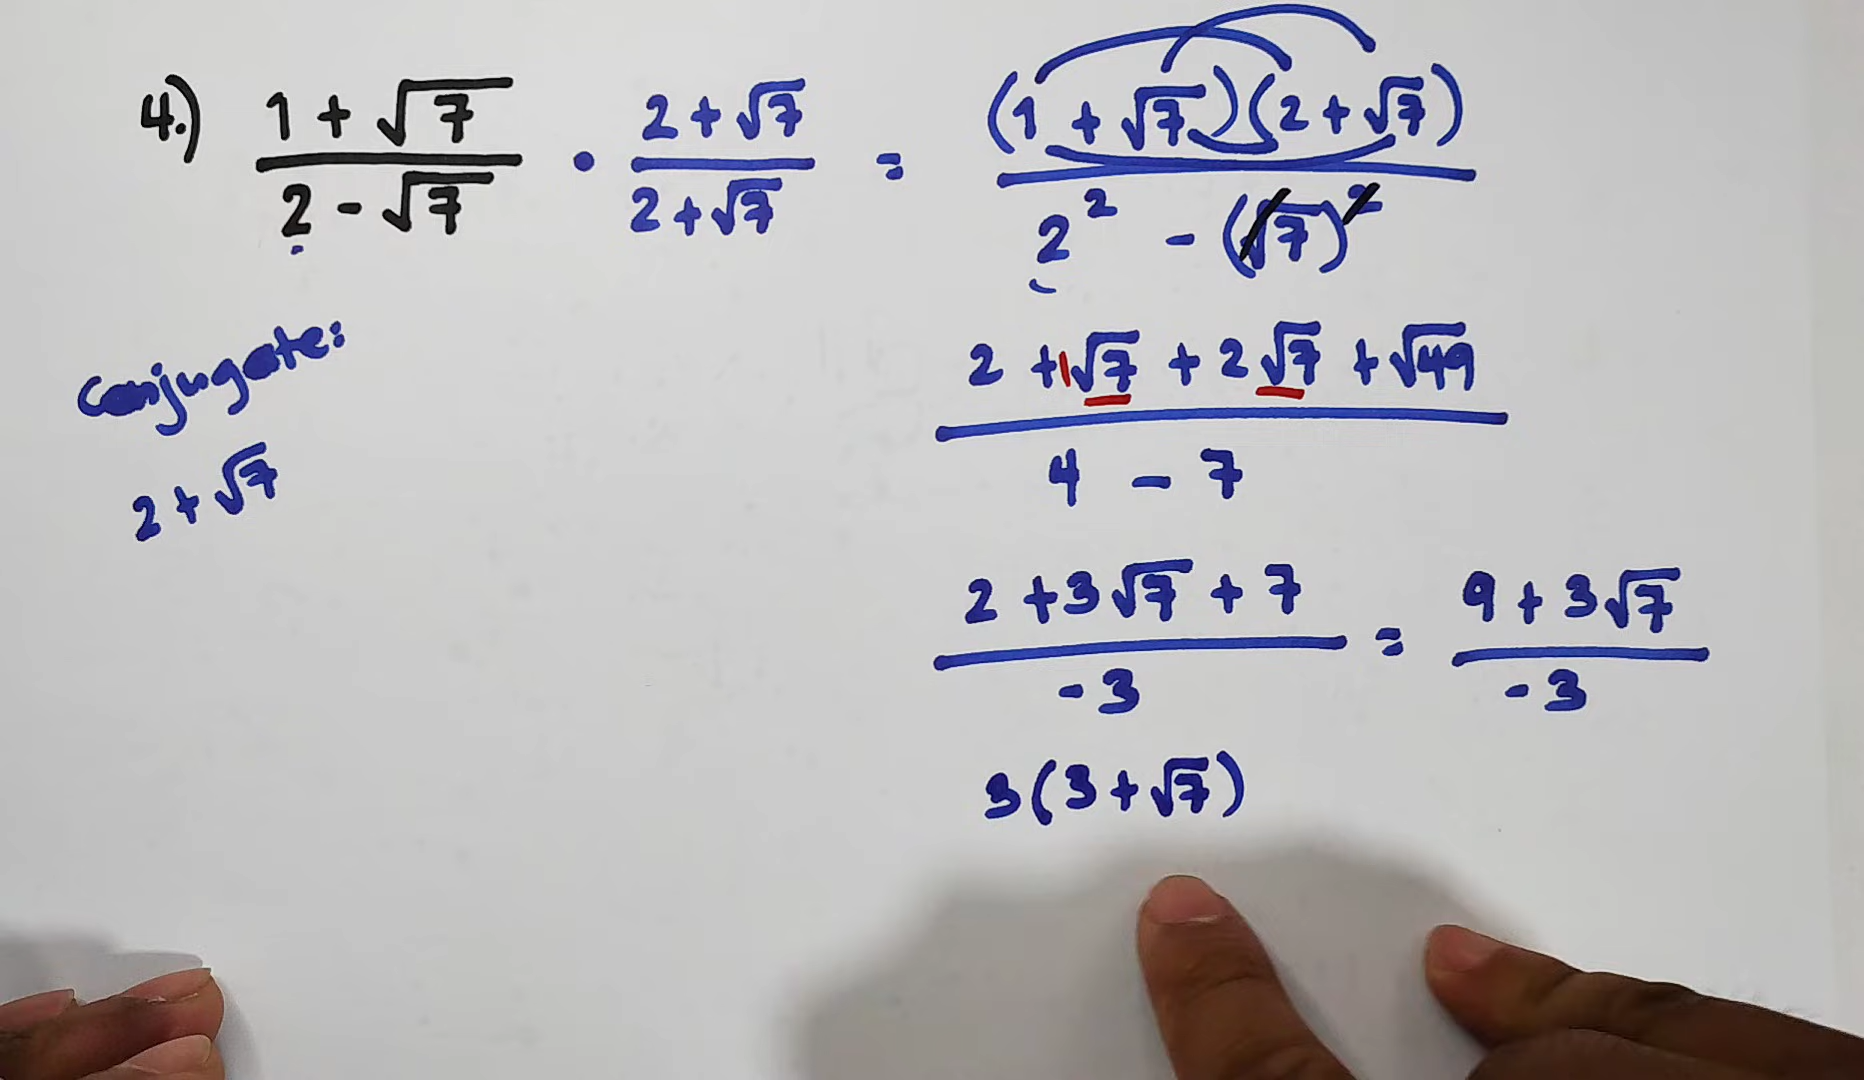 4.) (1 + √7)/(2 - √7) • (2 + √7)/(2 + √7) = ((1 + √7)(2 + √7))/(2² - (√7)²)
Conjugate:
2 + √7
(2 + 1√7 + 2√7 + √49)/(4 - 7)
(2 + 3√7 + 7)/(-3) = (9 + 3√7)/(-3)
3(3 + √7)